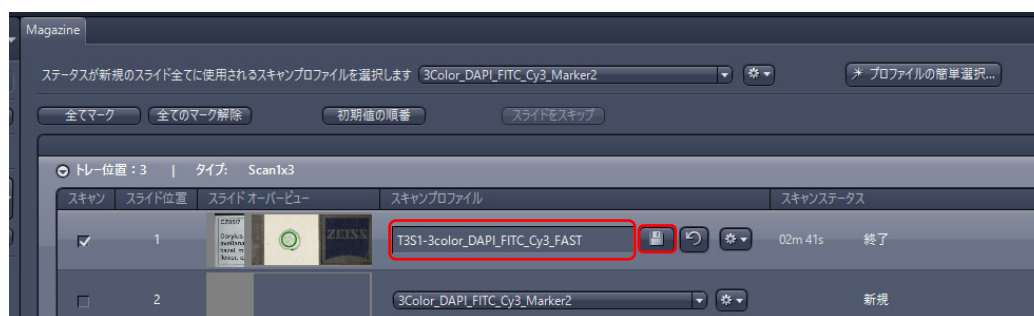 Magazine
ステータスが新規のスライド全てに使用されるスキャンプロファイルを選択します 3Color_DAPI_FITC_Cy3_Marker2 プロファイルの簡単選択...
全てマーク 全てのマーク解除 初期値の順番 スライドをスキップ
トレー位置：3 | タイプ: Scan1x3
スキャン スライド位置 スライド オーバービュー スキャンプロファイル スキャンステータス
1 Corylus avellana ZEISS T3S1-3color_DAPI_FITC_Cy3_FAST 02m 41s 終了
2 3Color_DAPI_FITC_Cy3_Marker2 新規